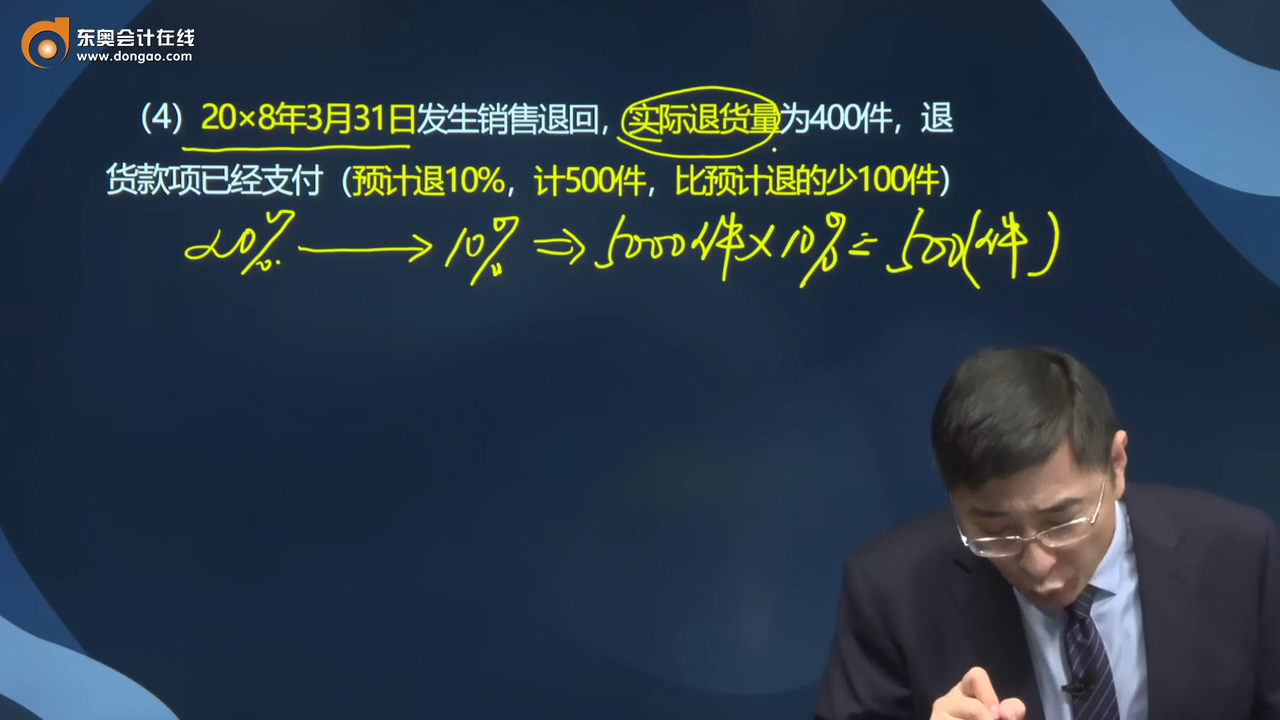 东奥会计在线
www.dongao.com
（4）20×8年3月31日发生销售退回，实际退货量为400件，退
货款项已经支付（预计退10%，计500件，比预计退的少100件）
20% → 10% ⇒ 5000件×10%=500(件)